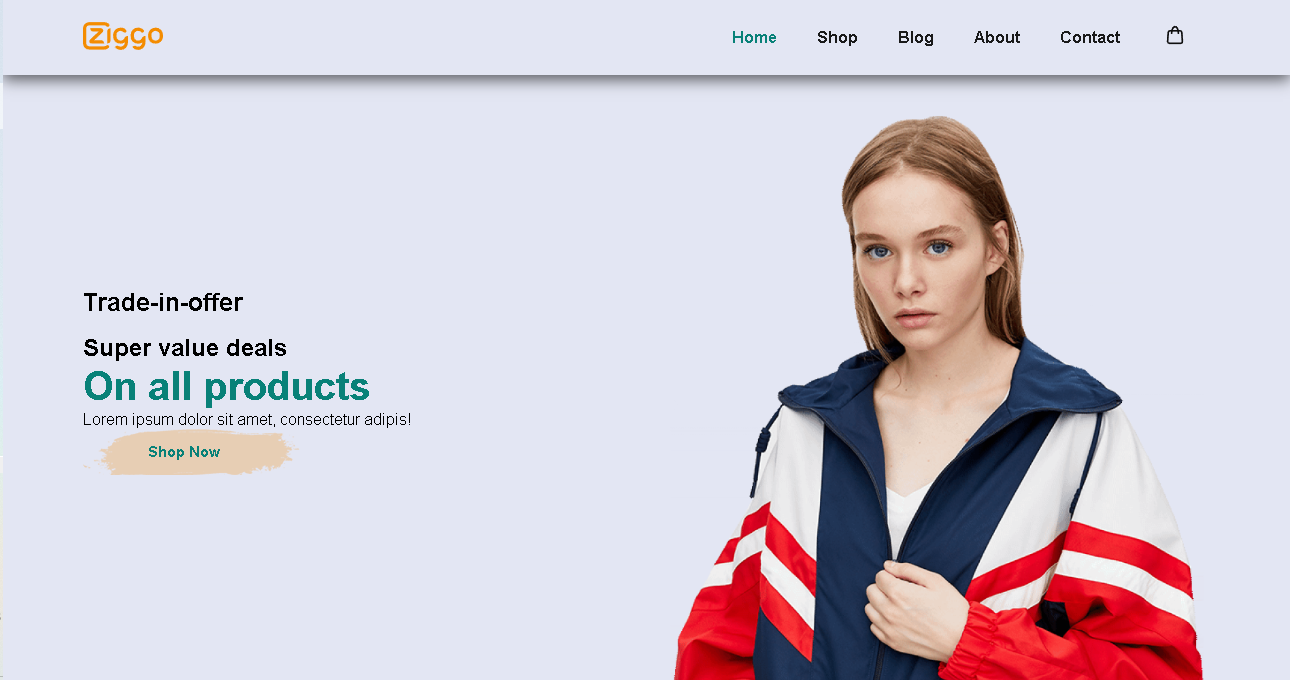 Ziggo
Home Shop Blog About Contact
Trade-in-offer
Super value deals
On all products
Lorem ipsum dolor sit amet, consectetur adipis!
Shop Now